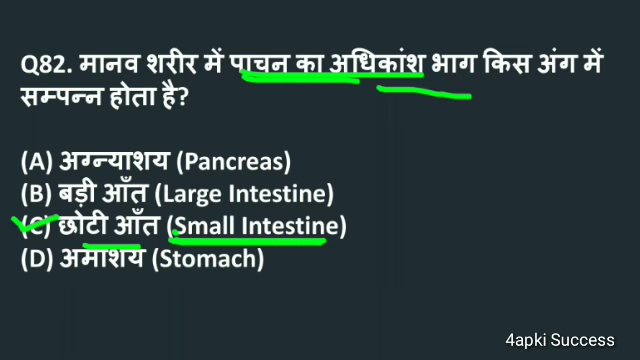 Q82. मानव शरीर में पाचन का अधिकांश भाग किस अंग में
सम्पन्न होता है?
(A) अग्न्याशय (Pancreas)
(B) बड़ी आँत (Large Intestine)
(C) छोटी आँत (Small Intestine)
(D) अमाशय (Stomach)
4apki Success